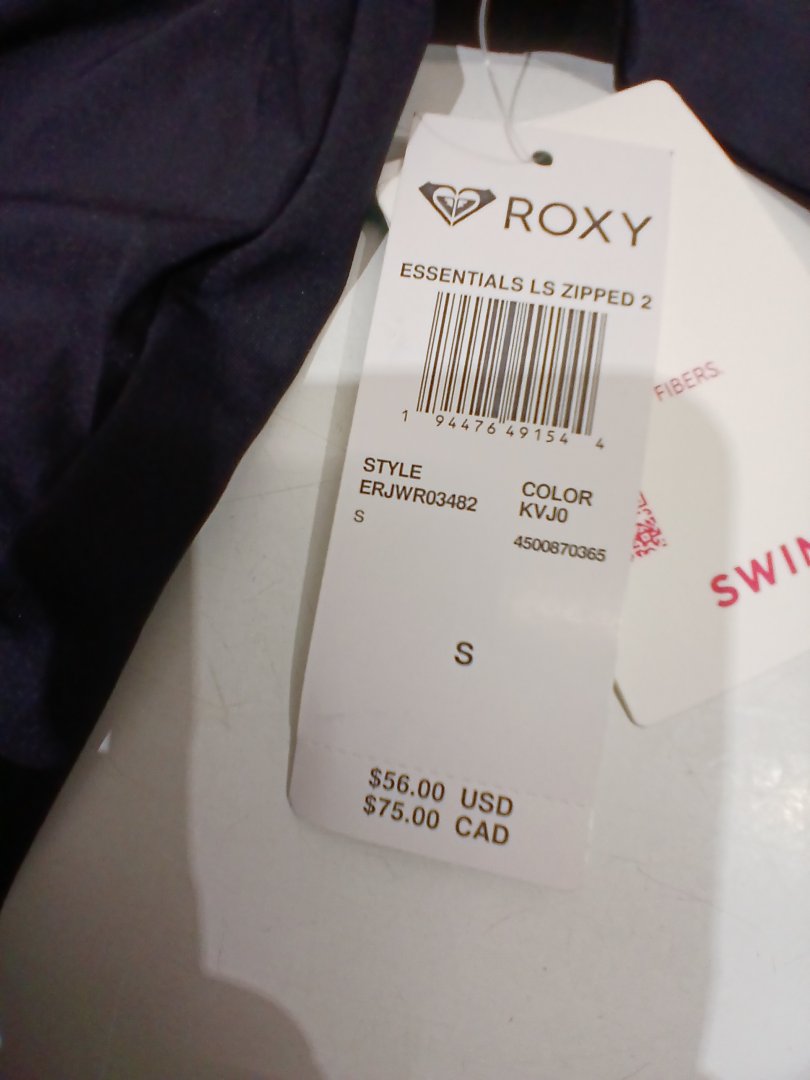 ROXY
ESSENTIALS LS ZIPPED 2
1 94476 49154 4
STYLE
ERJWR03482
S
COLOR
KVJ0
4500870365
S
$56.00 USD
$75.00 CAD
FIBERS.